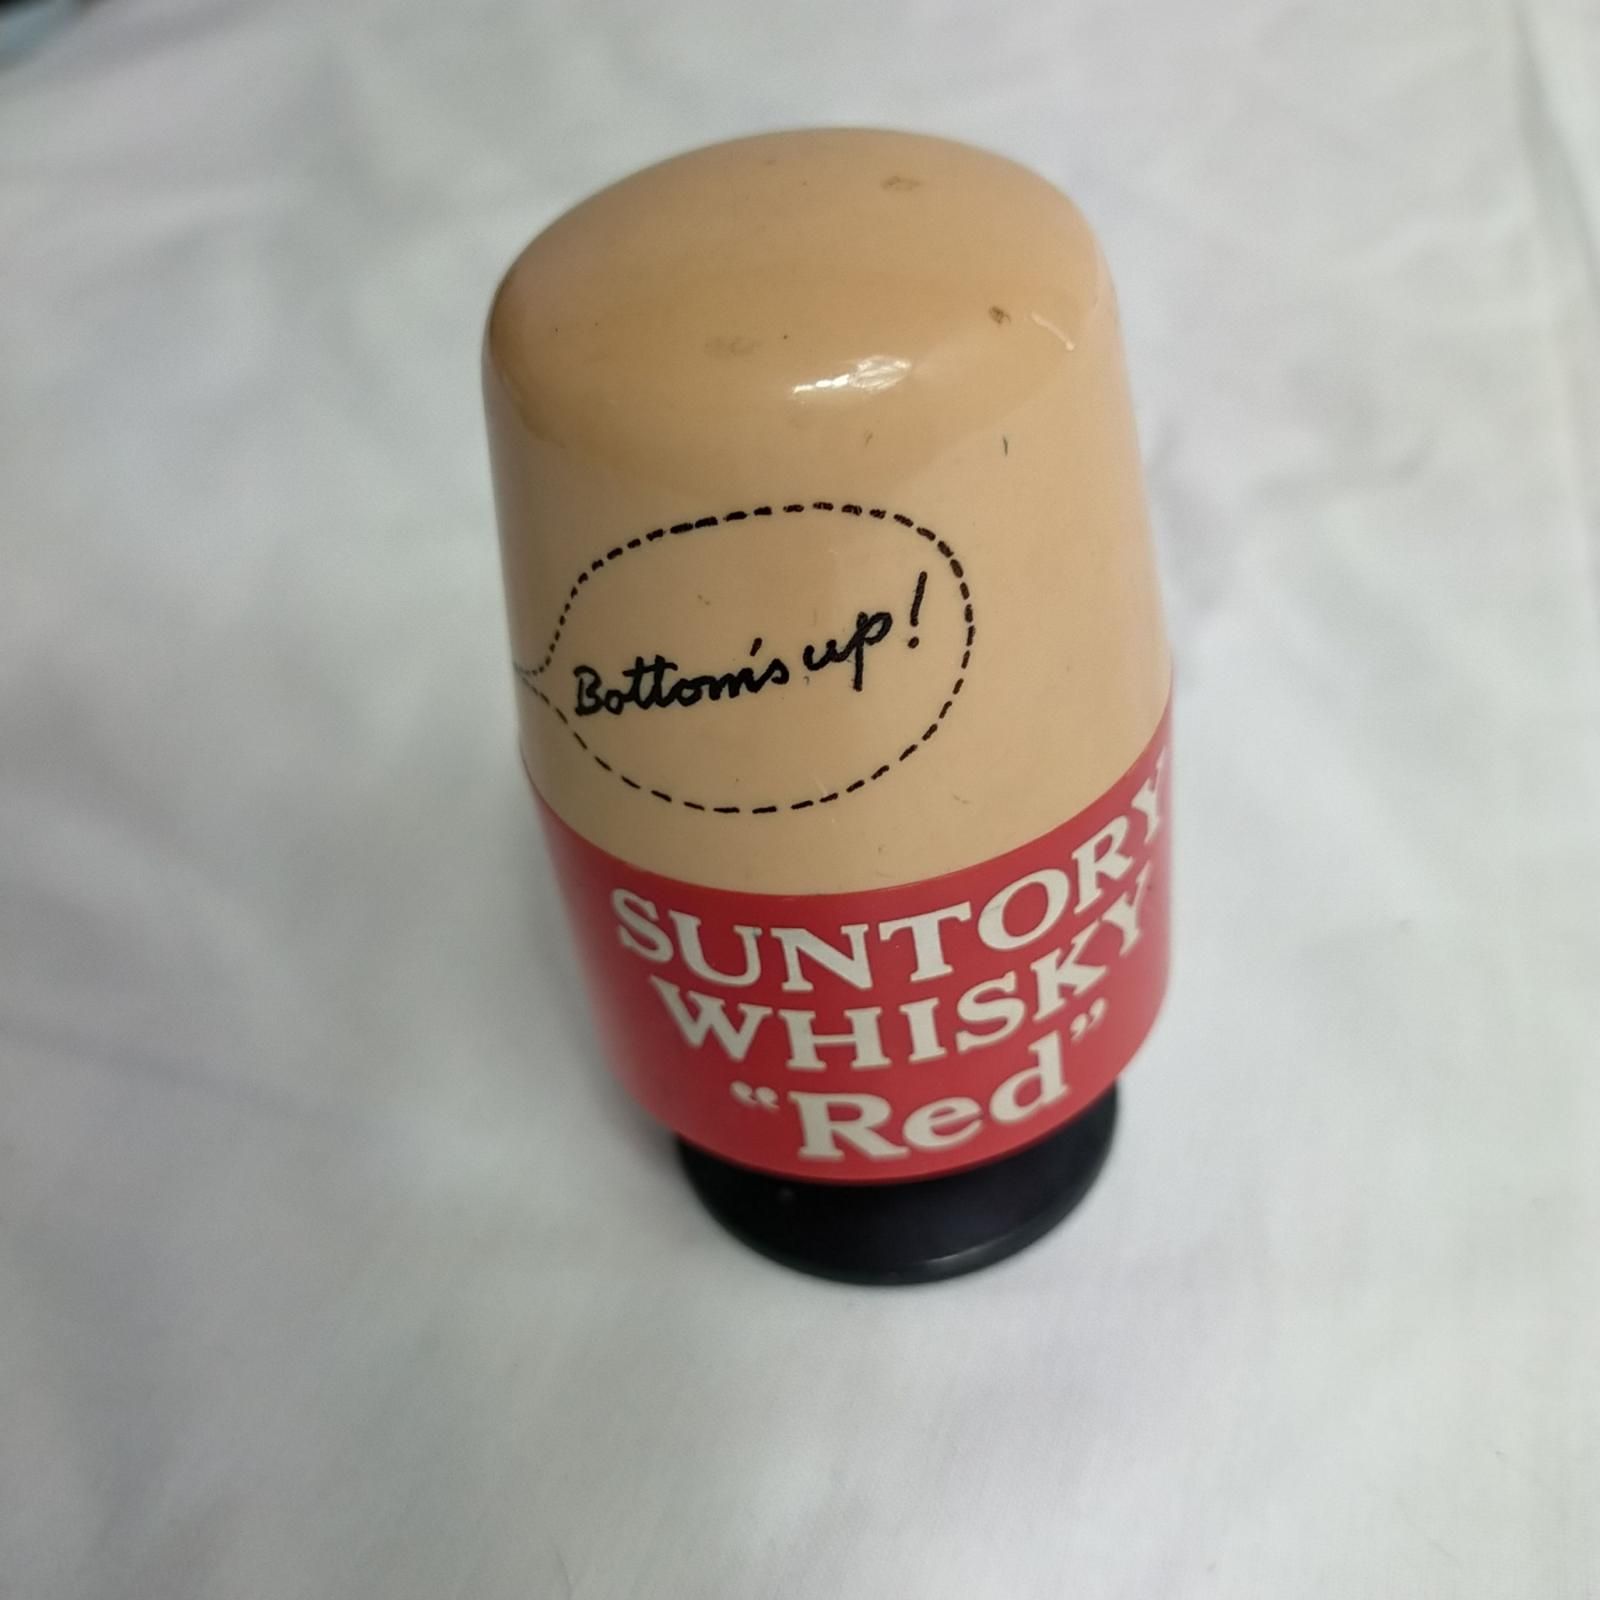 Bottom's up!
SUNTORY
WHISKY
“Red”